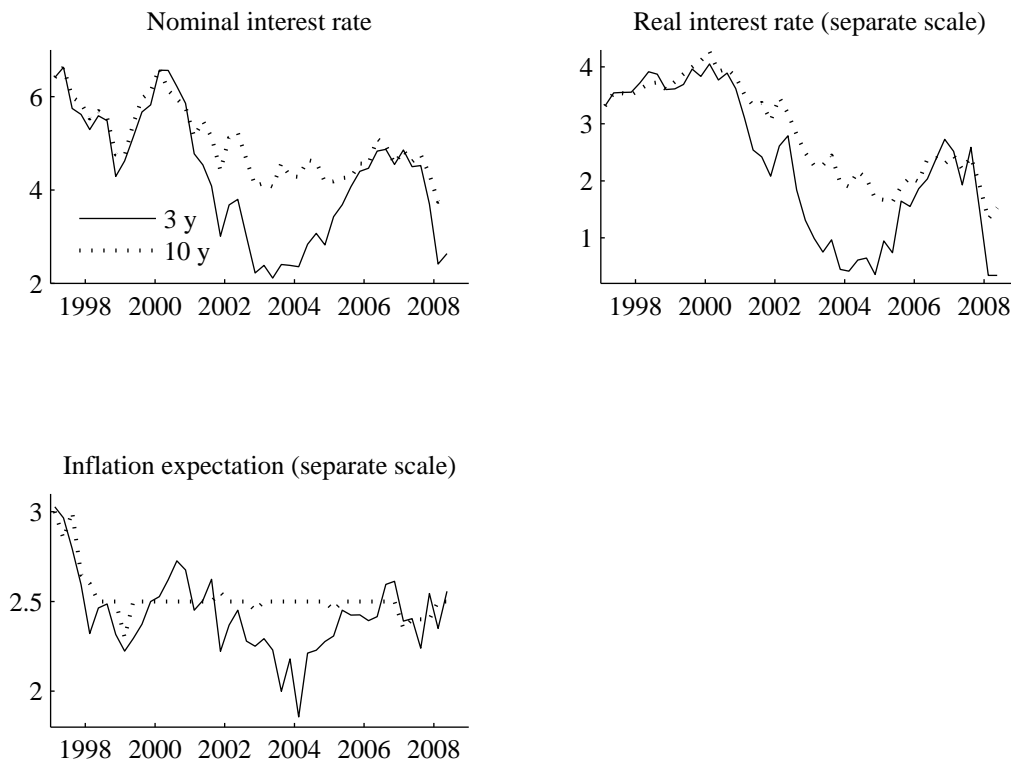 Nominal interest rate
6
4
2
3 y
10 y
1998 2000 2002 2004 2006 2008
Real interest rate (separate scale)
4
3
2
1
1998 2000 2002 2004 2006 2008
Inflation expectation (separate scale)
3
2.5
2
1998 2000 2002 2004 2006 2008